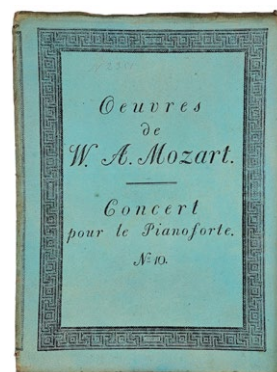 Oeuvres
de
W. A. Mozart.
Concert
pour le Pianoforte.
№ 10.